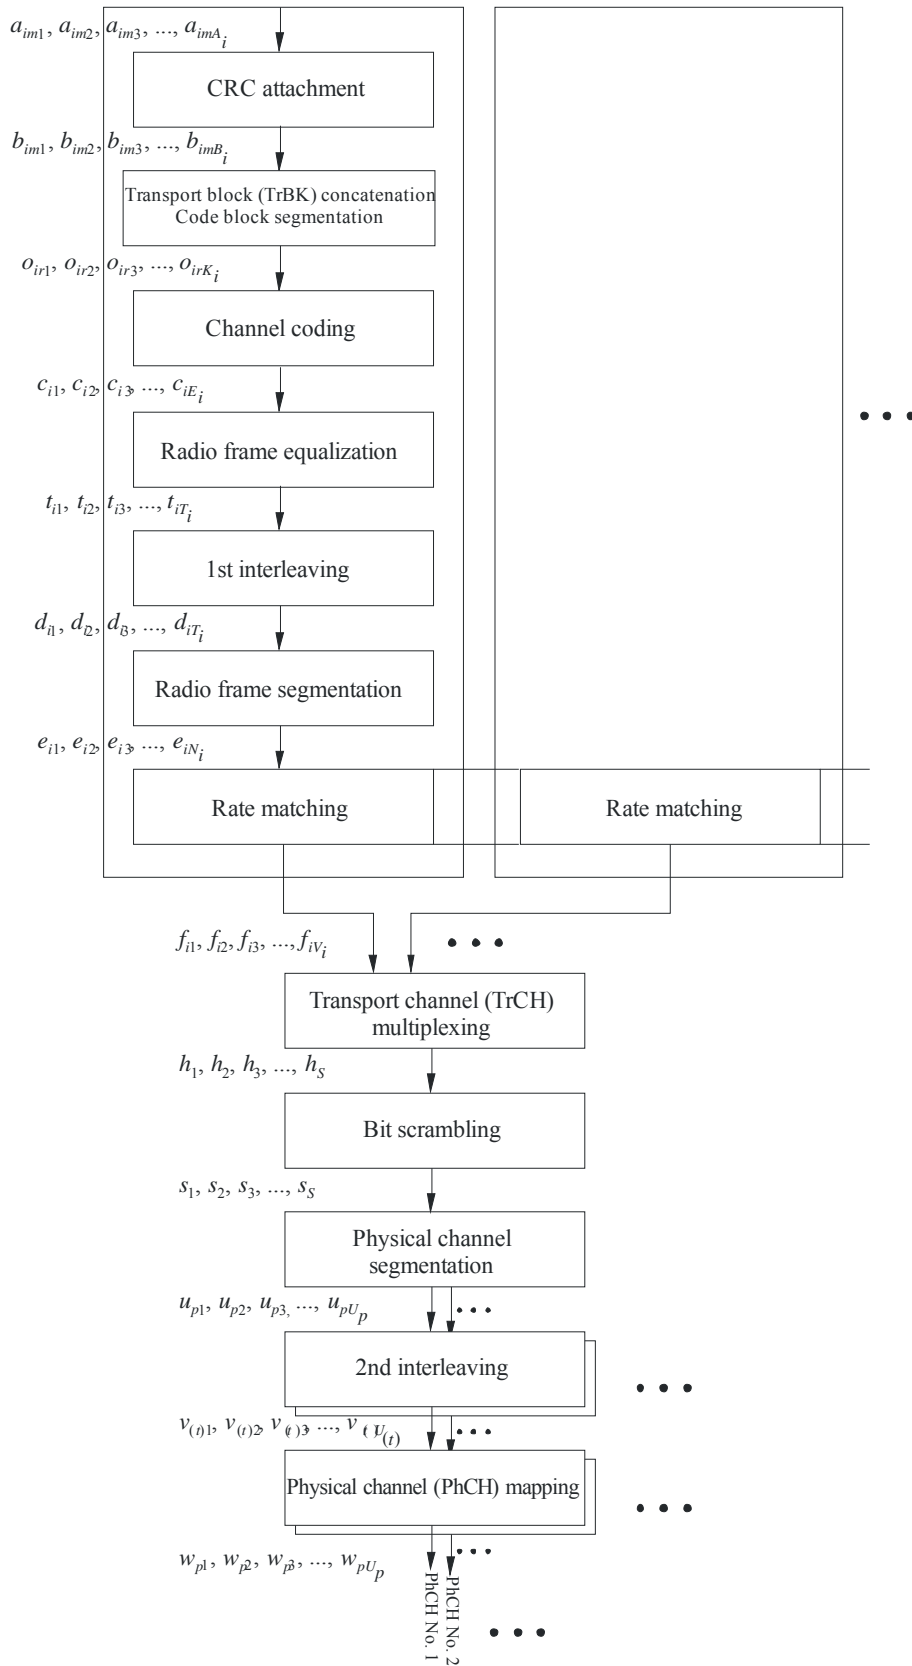 a_im1, a_im2, a_im3, ..., a_imA_i
CRC attachment
b_im1, b_im2, b_im3, ..., b_imB_i
Transport block (TrBK) concatenation
Code block segmentation
o_ir1, o_ir2, o_ir3, ..., o_irK_i
Channel coding
c_i1, c_i2, c_i3, ..., c_iE_i
Radio frame equalization
t_i1, t_i2, t_i3, ..., t_iT_i
1st interleaving
d_i1, d_i2, d_i3, ..., d_iT_i
Radio frame segmentation
e_i1, e_i2, e_i3, ..., e_iN_i
Rate matching
Rate matching
f_i1, f_i2, f_i3, ..., f_iV_i
Transport channel (TrCH)
multiplexing
h_1, h_2, h_3, ..., h_S
Bit scrambling
s_1, s_2, s_3, ..., s_S
Physical channel
segmentation
u_p1, u_p2, u_p3, ..., u_pU_p
2nd interleaving
v_(t)1, v_(t)2, v_(t)3, ..., v_(t)U_(t)
Physical channel (PhCH) mapping
w_p1, w_p2, w_p3, ..., w_pU_p
PhCH No. 1
PhCH No. 2